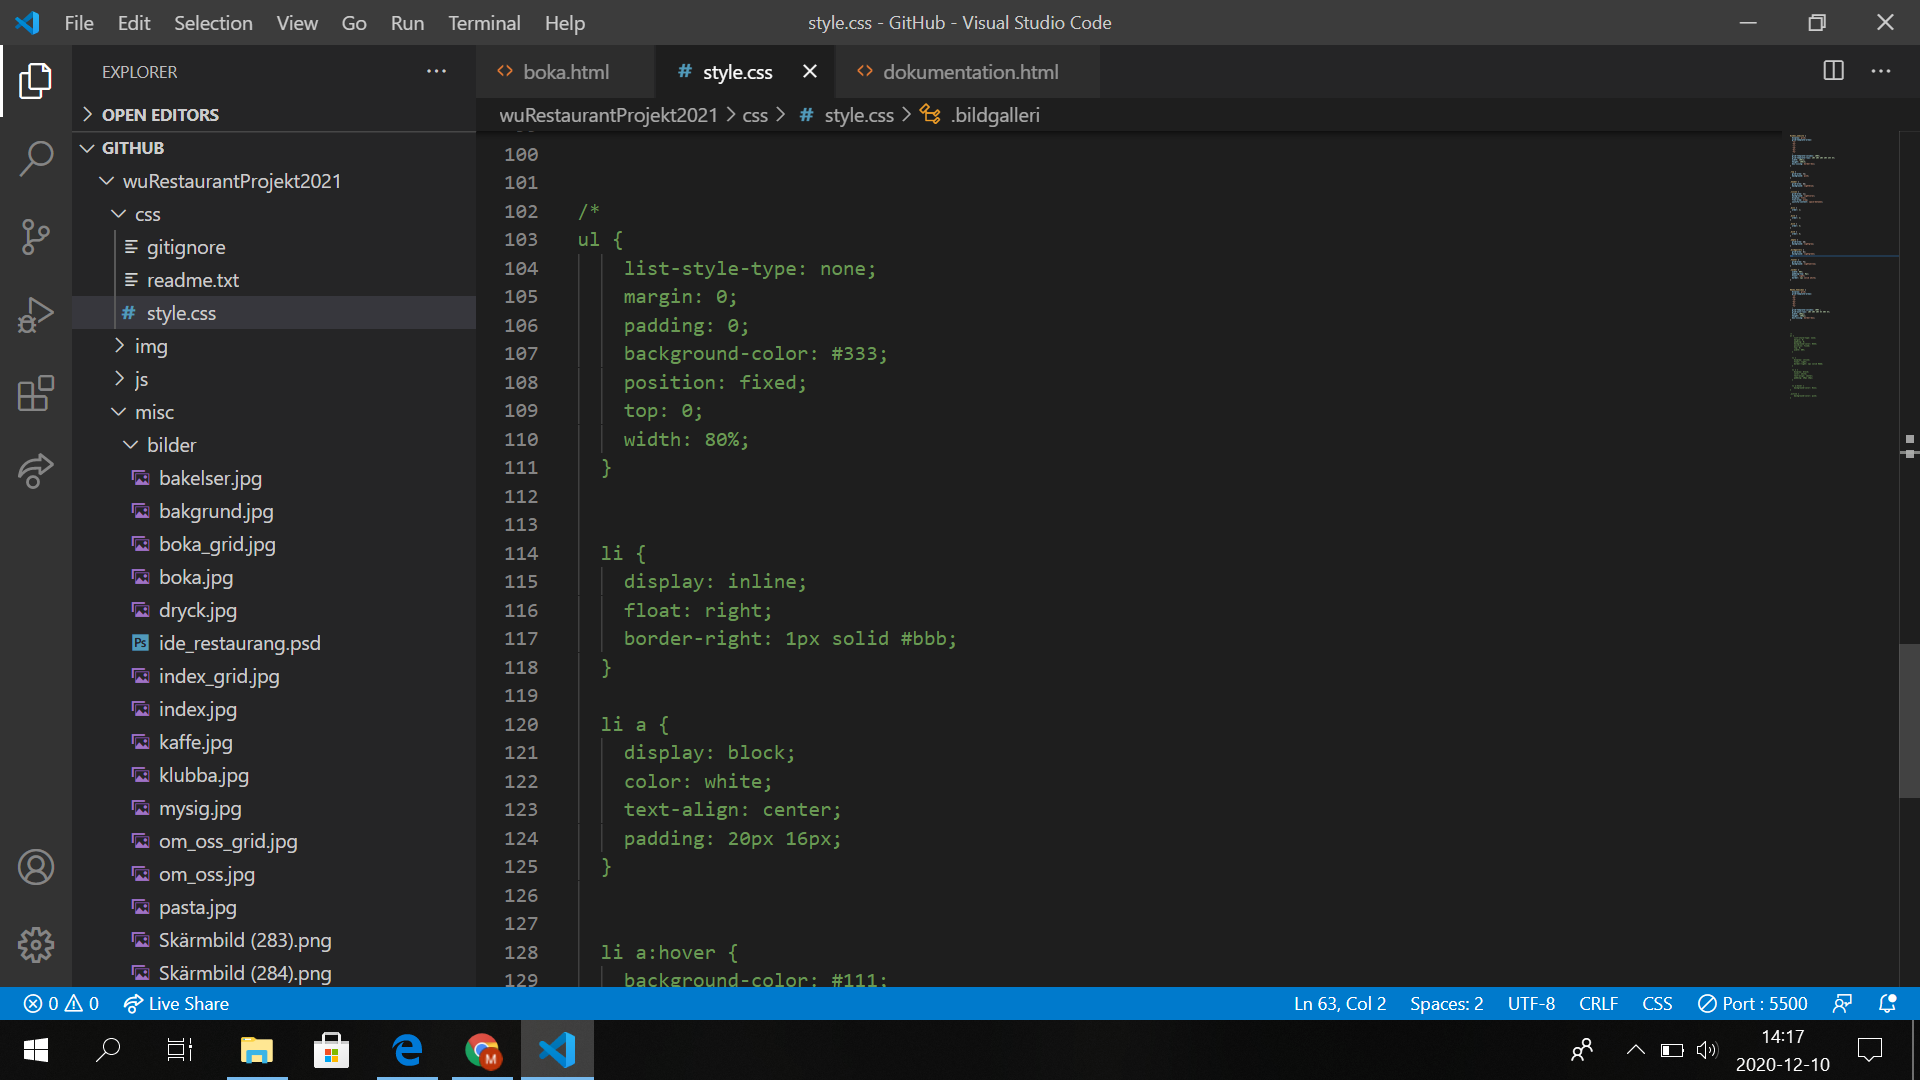 File Edit Selection View Go Run Terminal Help
style.css - GitHub - Visual Studio Code
EXPLORER
OPEN EDITORS
GITHUB
wuRestaurantProjekt2021
css
gitignore
readme.txt
# style.css
img
js
misc
bilder
bakelser.jpg
bakgrund.jpg
boka_grid.jpg
boka.jpg
dryck.jpg
Ps ide_restaurang.psd
index_grid.jpg
index.jpg
kaffe.jpg
klubba.jpg
mysig.jpg
om_oss_grid.jpg
om_oss.jpg
pasta.jpg
Skärmbild (283).png
Skärmbild (284).png
<> boka.html # style.css <> dokumentation.html
wuRestaurantProjekt2021 > css > # style.css > .bildgalleri
100
101
102 /*
103 ul {
104 list-style-type: none;
105 margin: 0;
106 padding: 0;
107 background-color: #333;
108 position: fixed;
109 top: 0;
110 width: 80%;
111 }
112
113
114 li {
115 display: inline;
116 float: right;
117 border-right: 1px solid #bbb;
118 }
119
120 li a {
121 display: block;
122 color: white;
123 text-align: center;
124 padding: 20px 16px;
125 }
126
127
128 li a:hover {
129 background-color: #111;
0 0 Live Share
Ln 63, Col 2 Spaces: 2 UTF-8 CRLF CSS Port : 5500
M
14:17
2020-12-10